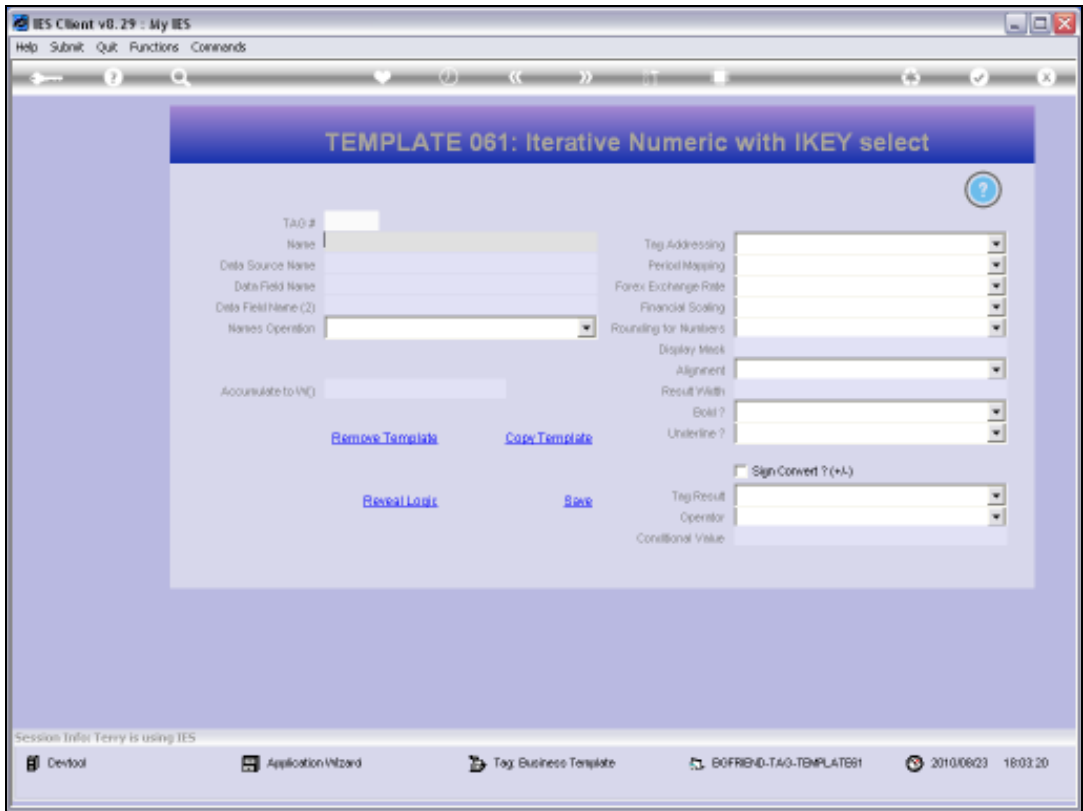 IES Client v8.29 : My IES
Help Submit Quit Functions Commands
TEMPLATE 061: Iterative Numeric with IKEY select
TAG #
Name
Data Source Name
Data Field Name
Data Field Name (2)
Names Operation
Accumulate to W()
Remove Template
Copy Template
Reveal Logic
Save
Tag Addressing
Period Mapping
Forex Exchange Rate
Financial Scaling
Rounding for Numbers
Display Mask
Alignment
Result Width
Bold ?
Underline ?
Sign Convert ? (+/-)
Tag Result
Operator
Conditional Value
Session Info: Terry is using IES
Devtool Application Wizard Tag: Business Template BGFRIEND-TAG-TEMPLATE61 2010/08/23 18:03:20